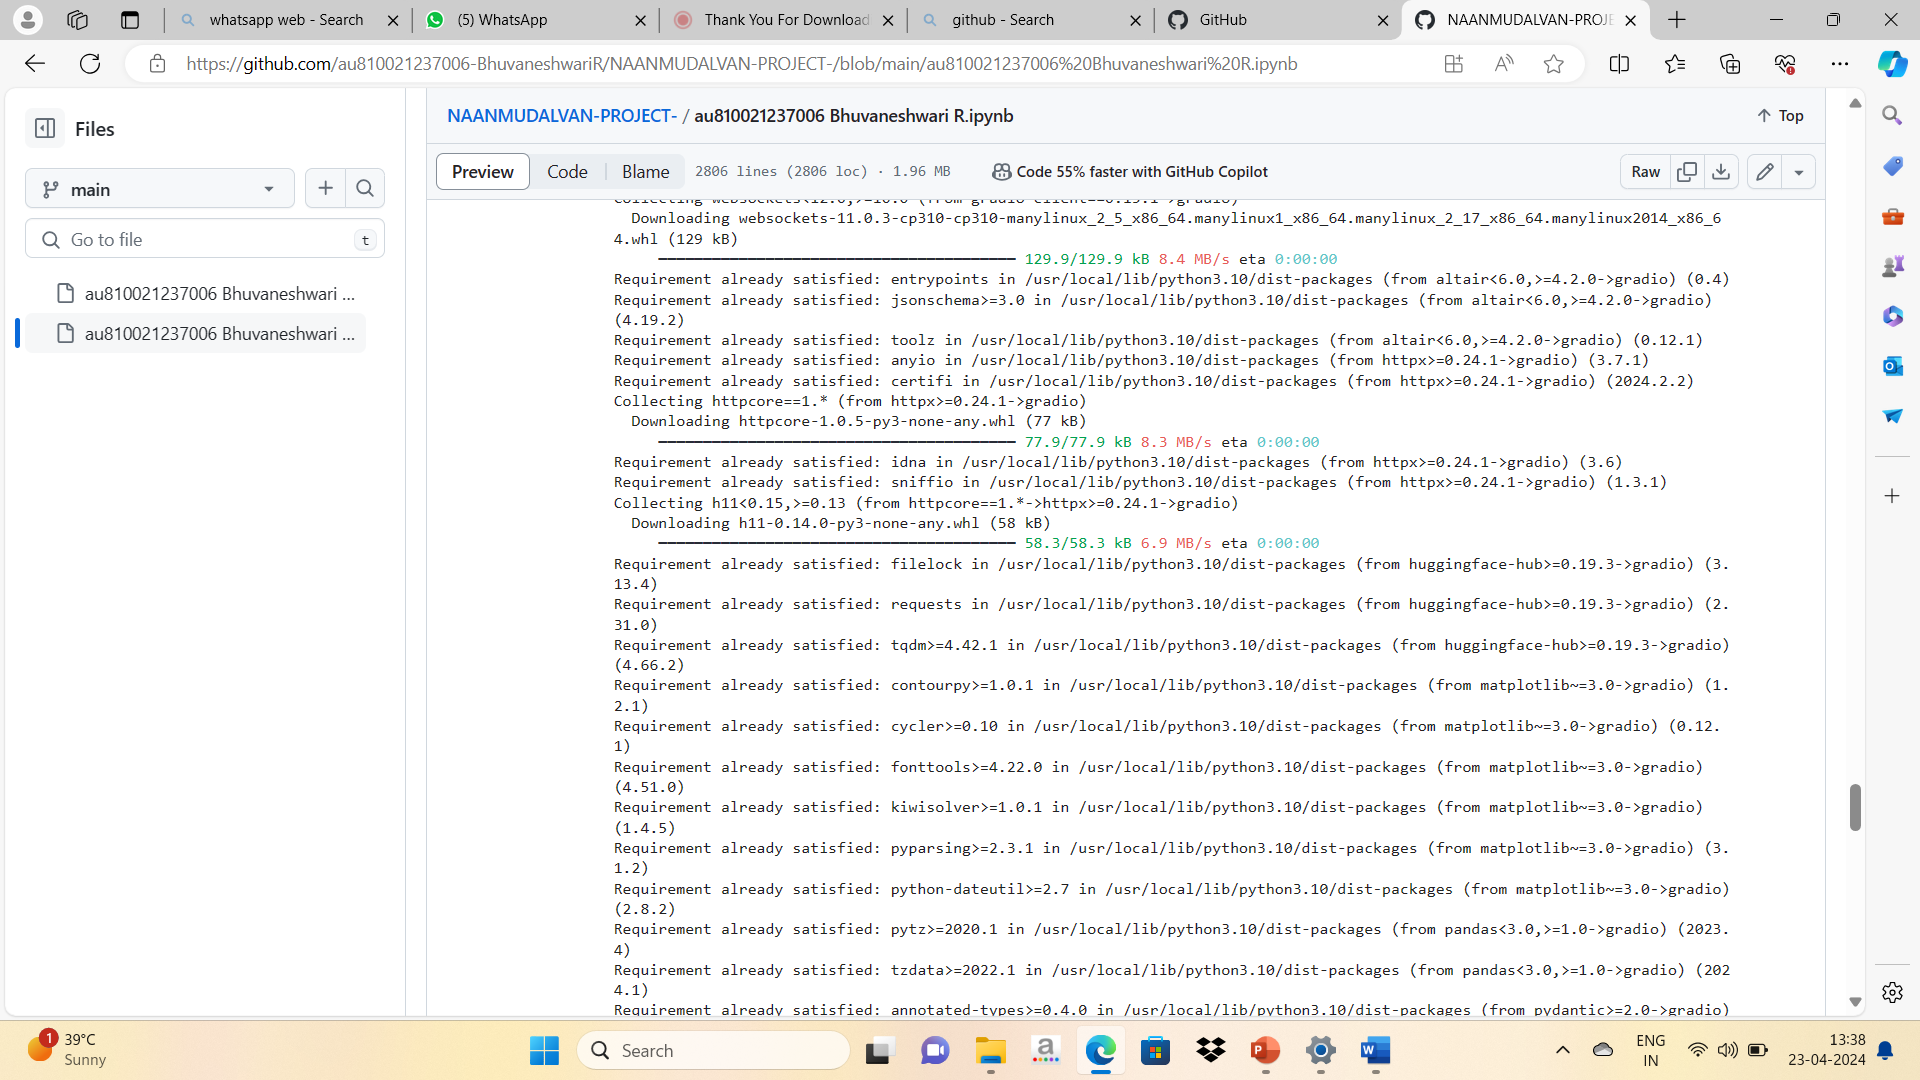 whatsapp web - Search
(5) WhatsApp
Thank You For Download
github - Search
GitHub
NAANMUDALVAN-PROJE
https://github.com/au810021237006-BhuvaneshwariR/NAANMUDALVAN-PROJECT-/blob/main/au810021237006%20Bhuvaneshwari%20R.ipynb
Files
main
Go to file
t
au810021237006 Bhuvaneshwari ...
au810021237006 Bhuvaneshwari ...
NAANMUDALVAN-PROJECT- / au810021237006 Bhuvaneshwari R.ipynb
Top
Preview
Code
Blame
2806 lines (2806 loc) · 1.96 MB
Code 55% faster with GitHub Copilot
Raw
Collecting websockets<12.0,>=10.0 (from gradio-client==0.15.1->gradio)
Downloading websockets-11.0.3-cp310-cp310-manylinux_2_5_x86_64.manylinux1_x86_64.manylinux_2_17_x86_64.manylinux2014_x86_6
4.whl (129 kB)
129.9/129.9 kB 8.4 MB/s eta 0:00:00
Requirement already satisfied: entrypoints in /usr/local/lib/python3.10/dist-packages (from altair<6.0,>=4.2.0->gradio) (0.4)
Requirement already satisfied: jsonschema>=3.0 in /usr/local/lib/python3.10/dist-packages (from altair<6.0,>=4.2.0->gradio)
(4.19.2)
Requirement already satisfied: toolz in /usr/local/lib/python3.10/dist-packages (from altair<6.0,>=4.2.0->gradio) (0.12.1)
Requirement already satisfied: anyio in /usr/local/lib/python3.10/dist-packages (from httpx>=0.24.1->gradio) (3.7.1)
Requirement already satisfied: certifi in /usr/local/lib/python3.10/dist-packages (from httpx>=0.24.1->gradio) (2024.2.2)
Collecting httpcore==1.* (from httpx>=0.24.1->gradio)
Downloading httpcore-1.0.5-py3-none-any.whl (77 kB)
77.9/77.9 kB 8.3 MB/s eta 0:00:00
Requirement already satisfied: idna in /usr/local/lib/python3.10/dist-packages (from httpx>=0.24.1->gradio) (3.6)
Requirement already satisfied: sniffio in /usr/local/lib/python3.10/dist-packages (from httpx>=0.24.1->gradio) (1.3.1)
Collecting h11<0.15,>=0.13 (from httpcore==1.*->httpx>=0.24.1->gradio)
Downloading h11-0.14.0-py3-none-any.whl (58 kB)
58.3/58.3 kB 6.9 MB/s eta 0:00:00
Requirement already satisfied: filelock in /usr/local/lib/python3.10/dist-packages (from huggingface-hub>=0.19.3->gradio) (3.
13.4)
Requirement already satisfied: requests in /usr/local/lib/python3.10/dist-packages (from huggingface-hub>=0.19.3->gradio) (2.
31.0)
Requirement already satisfied: tqdm>=4.42.1 in /usr/local/lib/python3.10/dist-packages (from huggingface-hub>=0.19.3->gradio)
(4.66.2)
Requirement already satisfied: contourpy>=1.0.1 in /usr/local/lib/python3.10/dist-packages (from matplotlib~=3.0->gradio) (1.
2.1)
Requirement already satisfied: cycler>=0.10 in /usr/local/lib/python3.10/dist-packages (from matplotlib~=3.0->gradio) (0.12.
1)
Requirement already satisfied: fonttools>=4.22.0 in /usr/local/lib/python3.10/dist-packages (from matplotlib~=3.0->gradio)
(4.51.0)
Requirement already satisfied: kiwisolver>=1.0.1 in /usr/local/lib/python3.10/dist-packages (from matplotlib~=3.0->gradio)
(1.4.5)
Requirement already satisfied: pyparsing>=2.3.1 in /usr/local/lib/python3.10/dist-packages (from matplotlib~=3.0->gradio) (3.
1.2)
Requirement already satisfied: python-dateutil>=2.7 in /usr/local/lib/python3.10/dist-packages (from matplotlib~=3.0->gradio)
(2.8.2)
Requirement already satisfied: pytz>=2020.1 in /usr/local/lib/python3.10/dist-packages (from pandas<3.0,>=1.0->gradio) (2023.
4)
Requirement already satisfied: tzdata>=2022.1 in /usr/local/lib/python3.10/dist-packages (from pandas<3.0,>=1.0->gradio) (202
4.1)
Requirement already satisfied: annotated-types>=0.4.0 in /usr/local/lib/python3.10/dist-packages (from pydantic>=2.0->gradio)
1
39°C
Sunny
Search
ENG
IN
13:38
23-04-2024